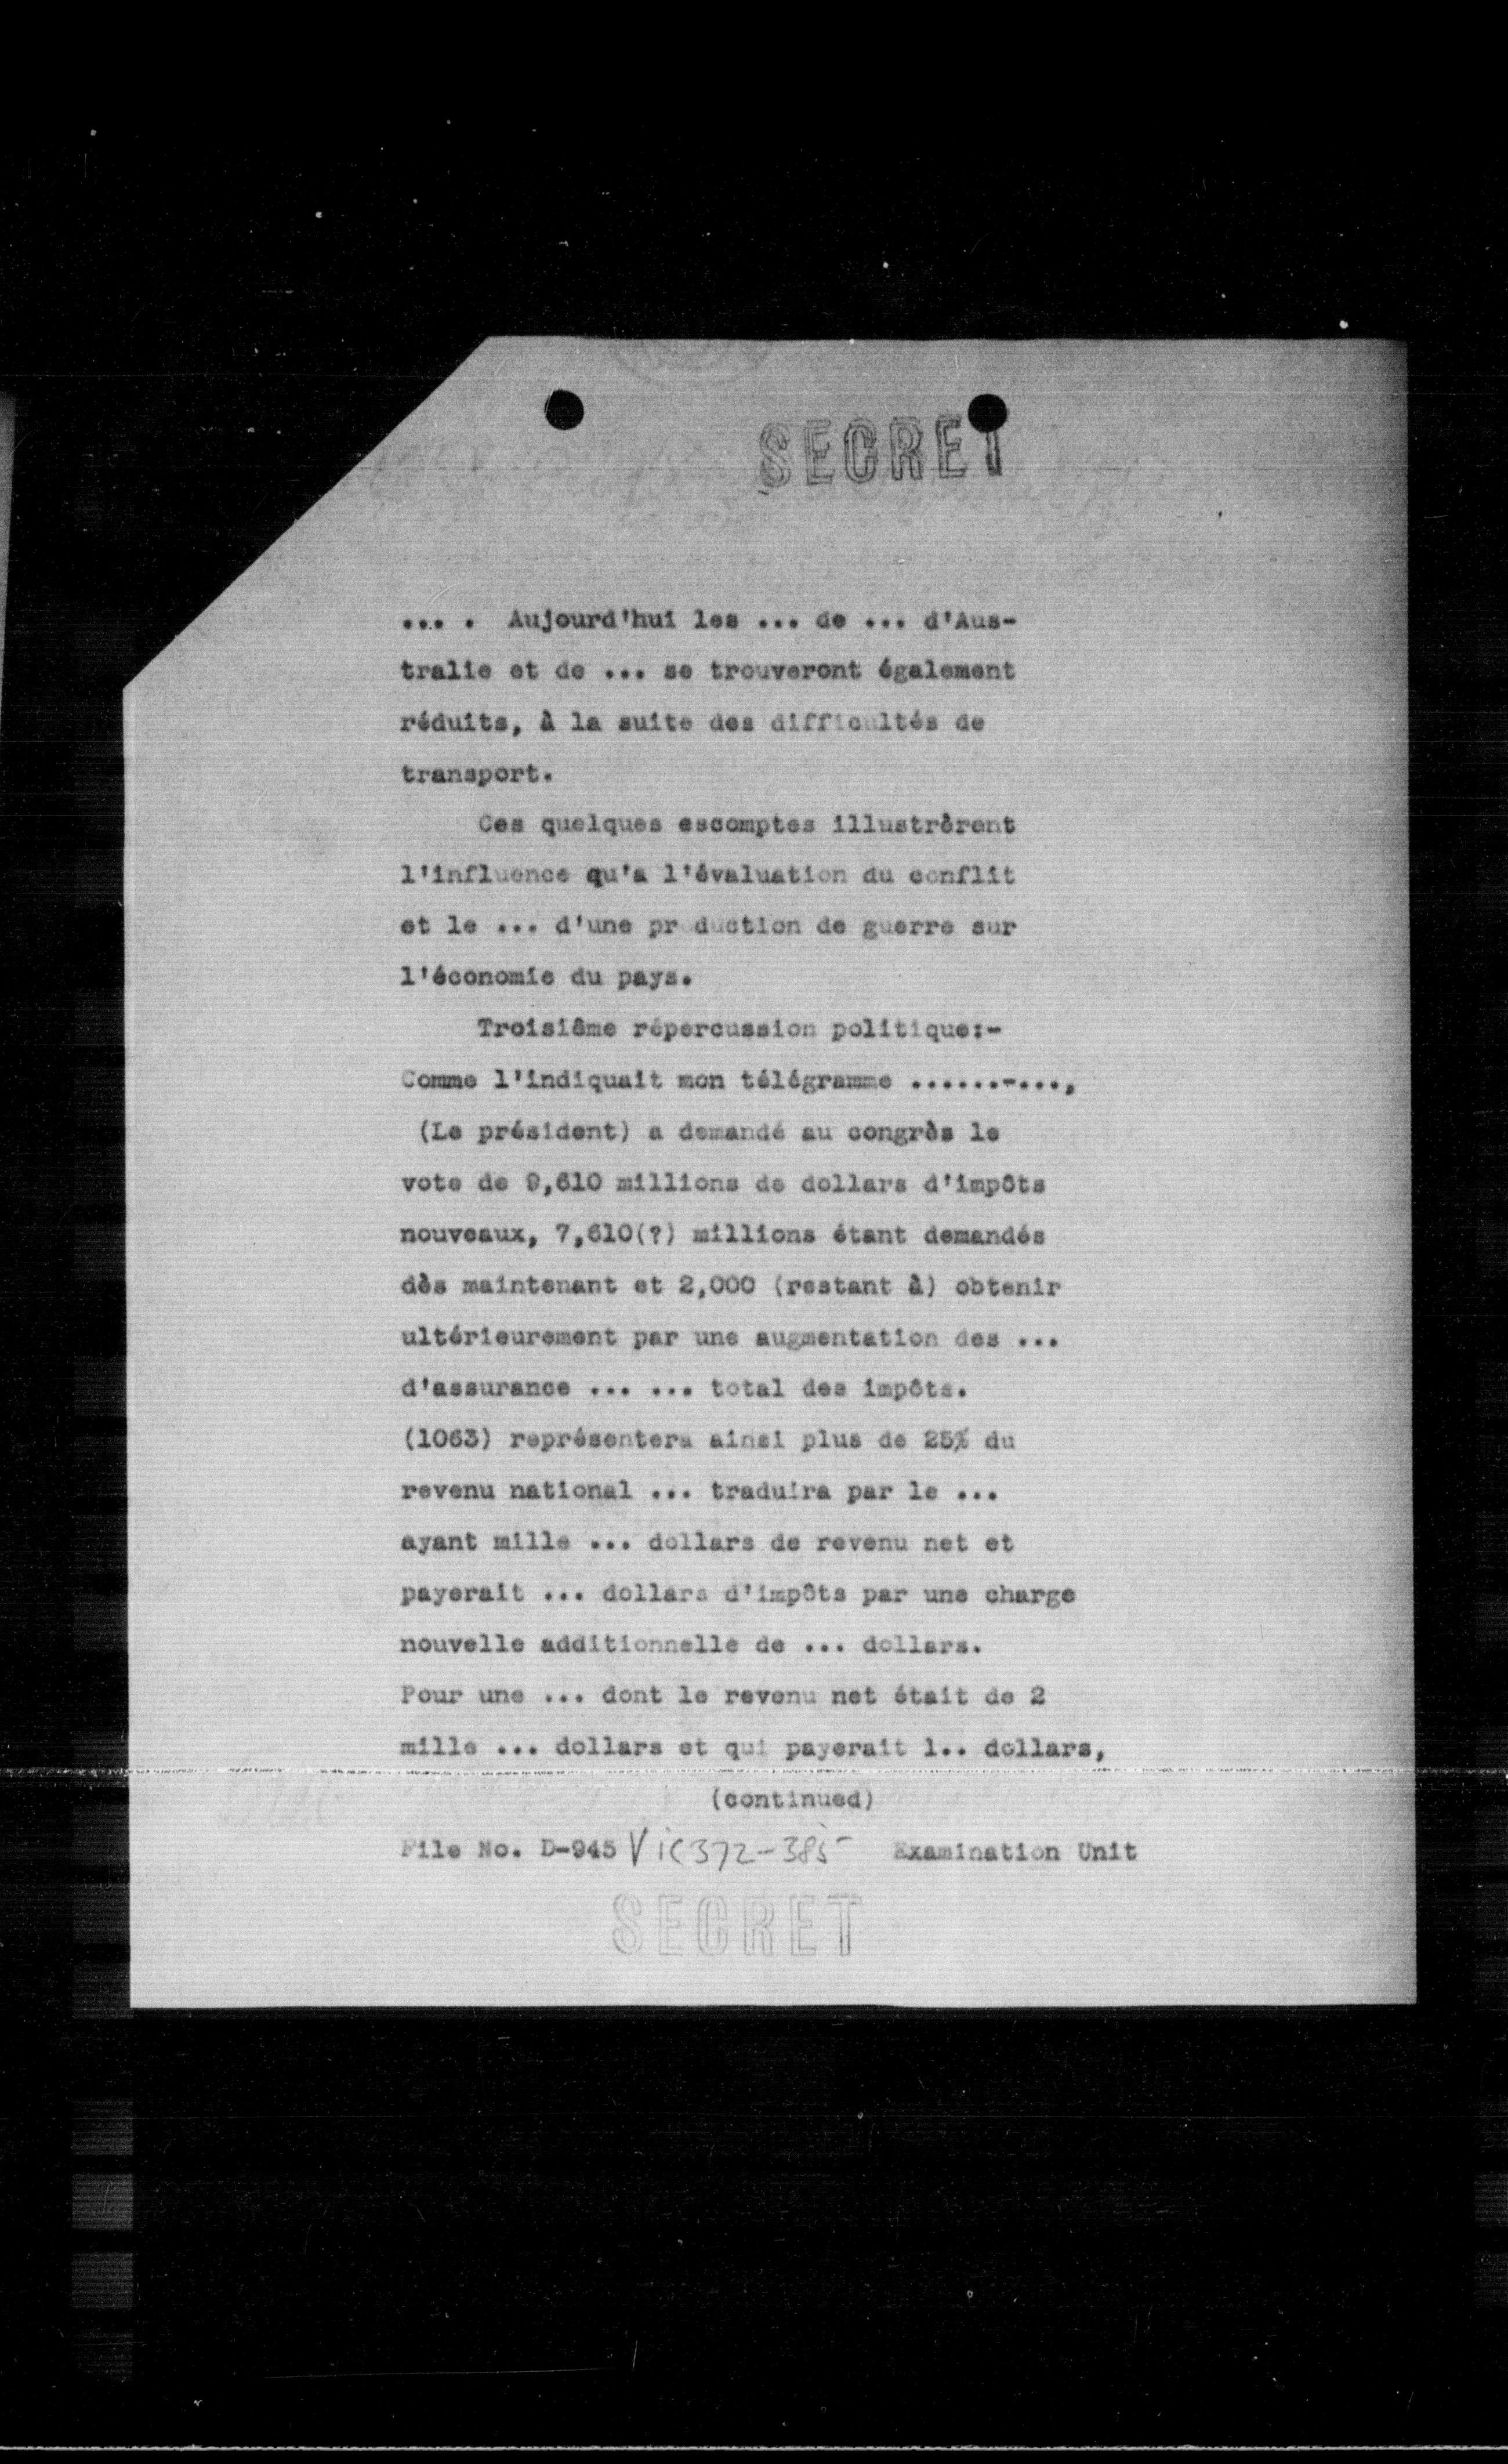 SECRET
... . Aujourd'hui les ... de ... d'Aus-
tralie et de ... se trouveront également
réduits, à la suite des difficultés de
transport.
Ces quelques escomptes illustrèrent
l'influence qu'a l'évaluation du conflit
et le ... d'une production de guerre sur
l'économie du pays.
Troisième répercussion politique:-
Comme l'indiquait mon télégramme ......-...,
(Le président) a demandé au congrès le
vote de 9,610 millions de dollars d'impôts
nouveaux, 7,610(?) millions étant demandés
dès maintenant et 2,000 (restant à) obtenir
ultérieurement par une augmentation des ...
d'assurance ... ... total des impôts.
(1063) représentera ainsi plus de 25% du
revenu national ... traduira par le ...
ayant mille ... dollars de revenu net et
payerait ... dollars d'impôts par une charge
nouvelle additionnelle de ... dollars.
Pour une ... dont le revenu net était de 2
mille ... dollars et qui payerait 1.. dollars,
(continued)
File No. D-945 Vic372-385 Examination Unit
SECRET